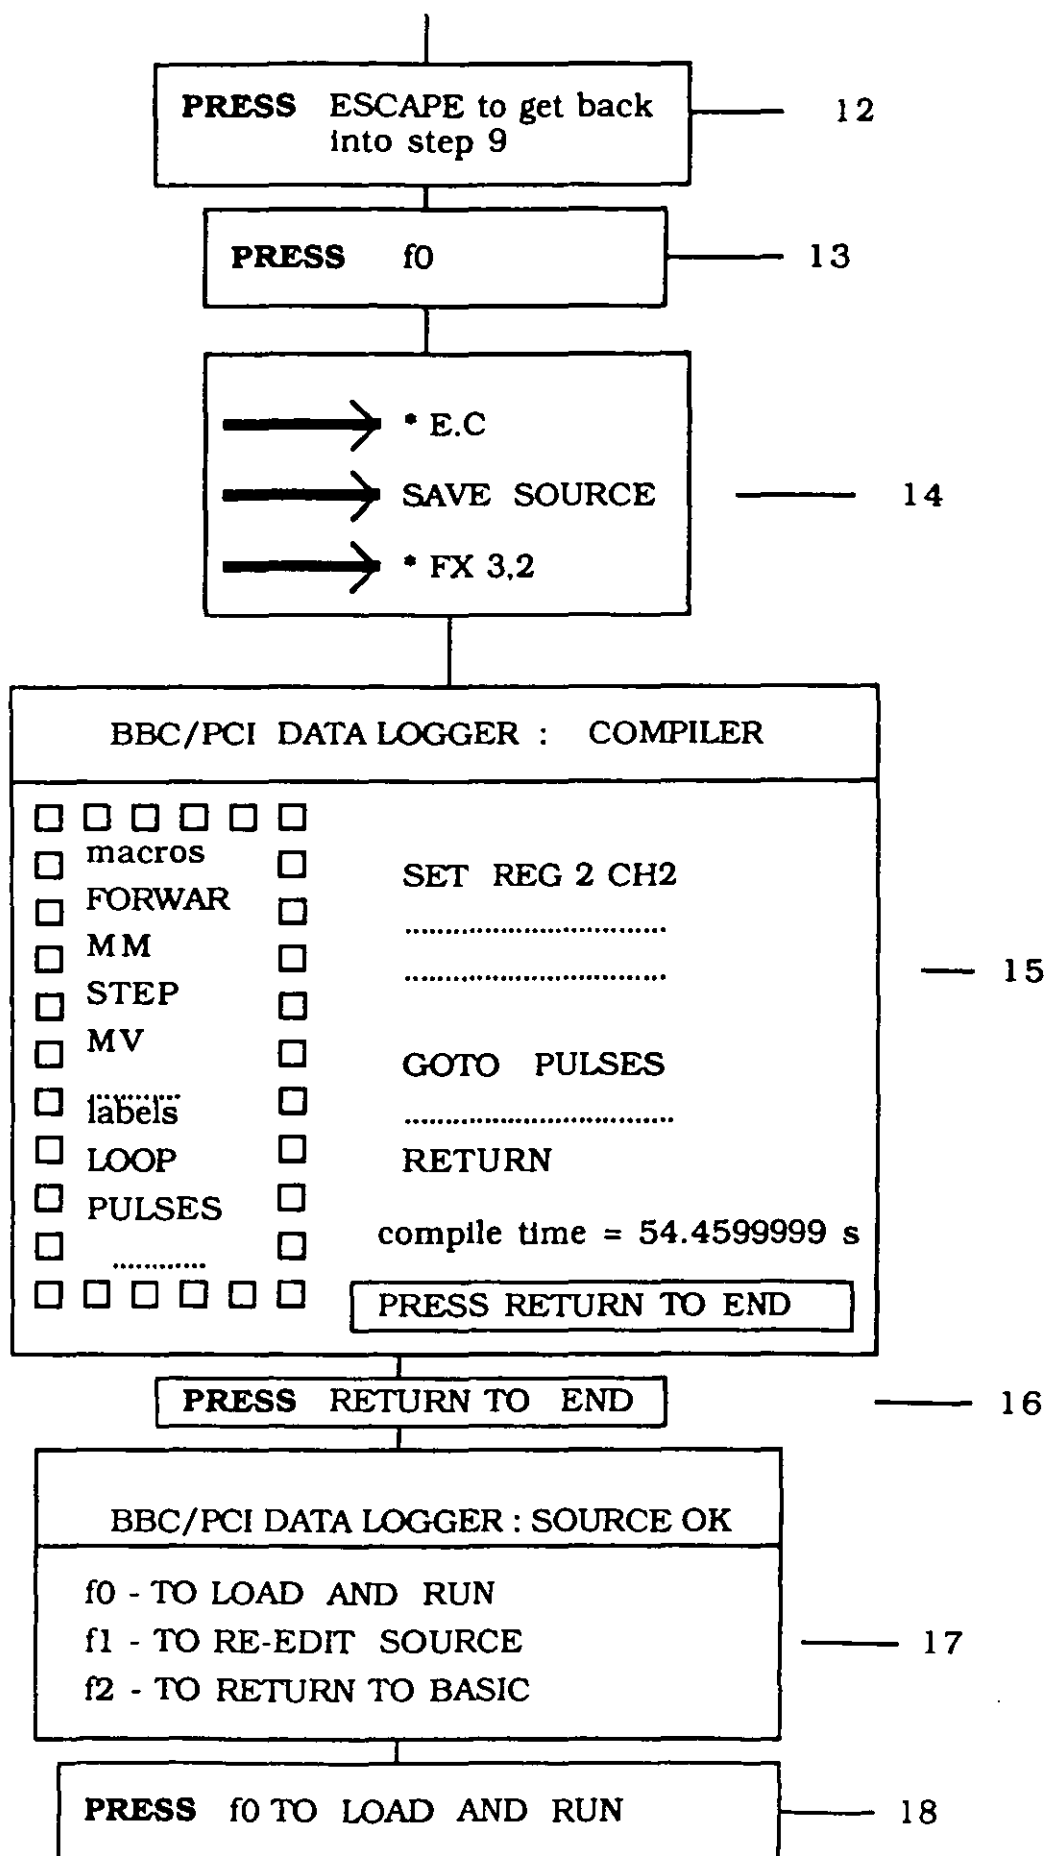 PRESS ESCAPE to get back
into step 9
12
PRESS f0
13
* E.C
SAVE SOURCE
* FX 3,2
14
BBC/PCI DATA LOGGER : COMPILER
macros
FORWAR
MM
STEP
MV
labels
LOOP
PULSES
SET REG 2 CH2
GOTO PULSES
RETURN
compile time = 54.4599999 s
PRESS RETURN TO END
15
PRESS RETURN TO END
16
BBC/PCI DATA LOGGER : SOURCE OK
f0 - TO LOAD AND RUN
f1 - TO RE-EDIT SOURCE
f2 - TO RETURN TO BASIC
17
PRESS f0 TO LOAD AND RUN
18